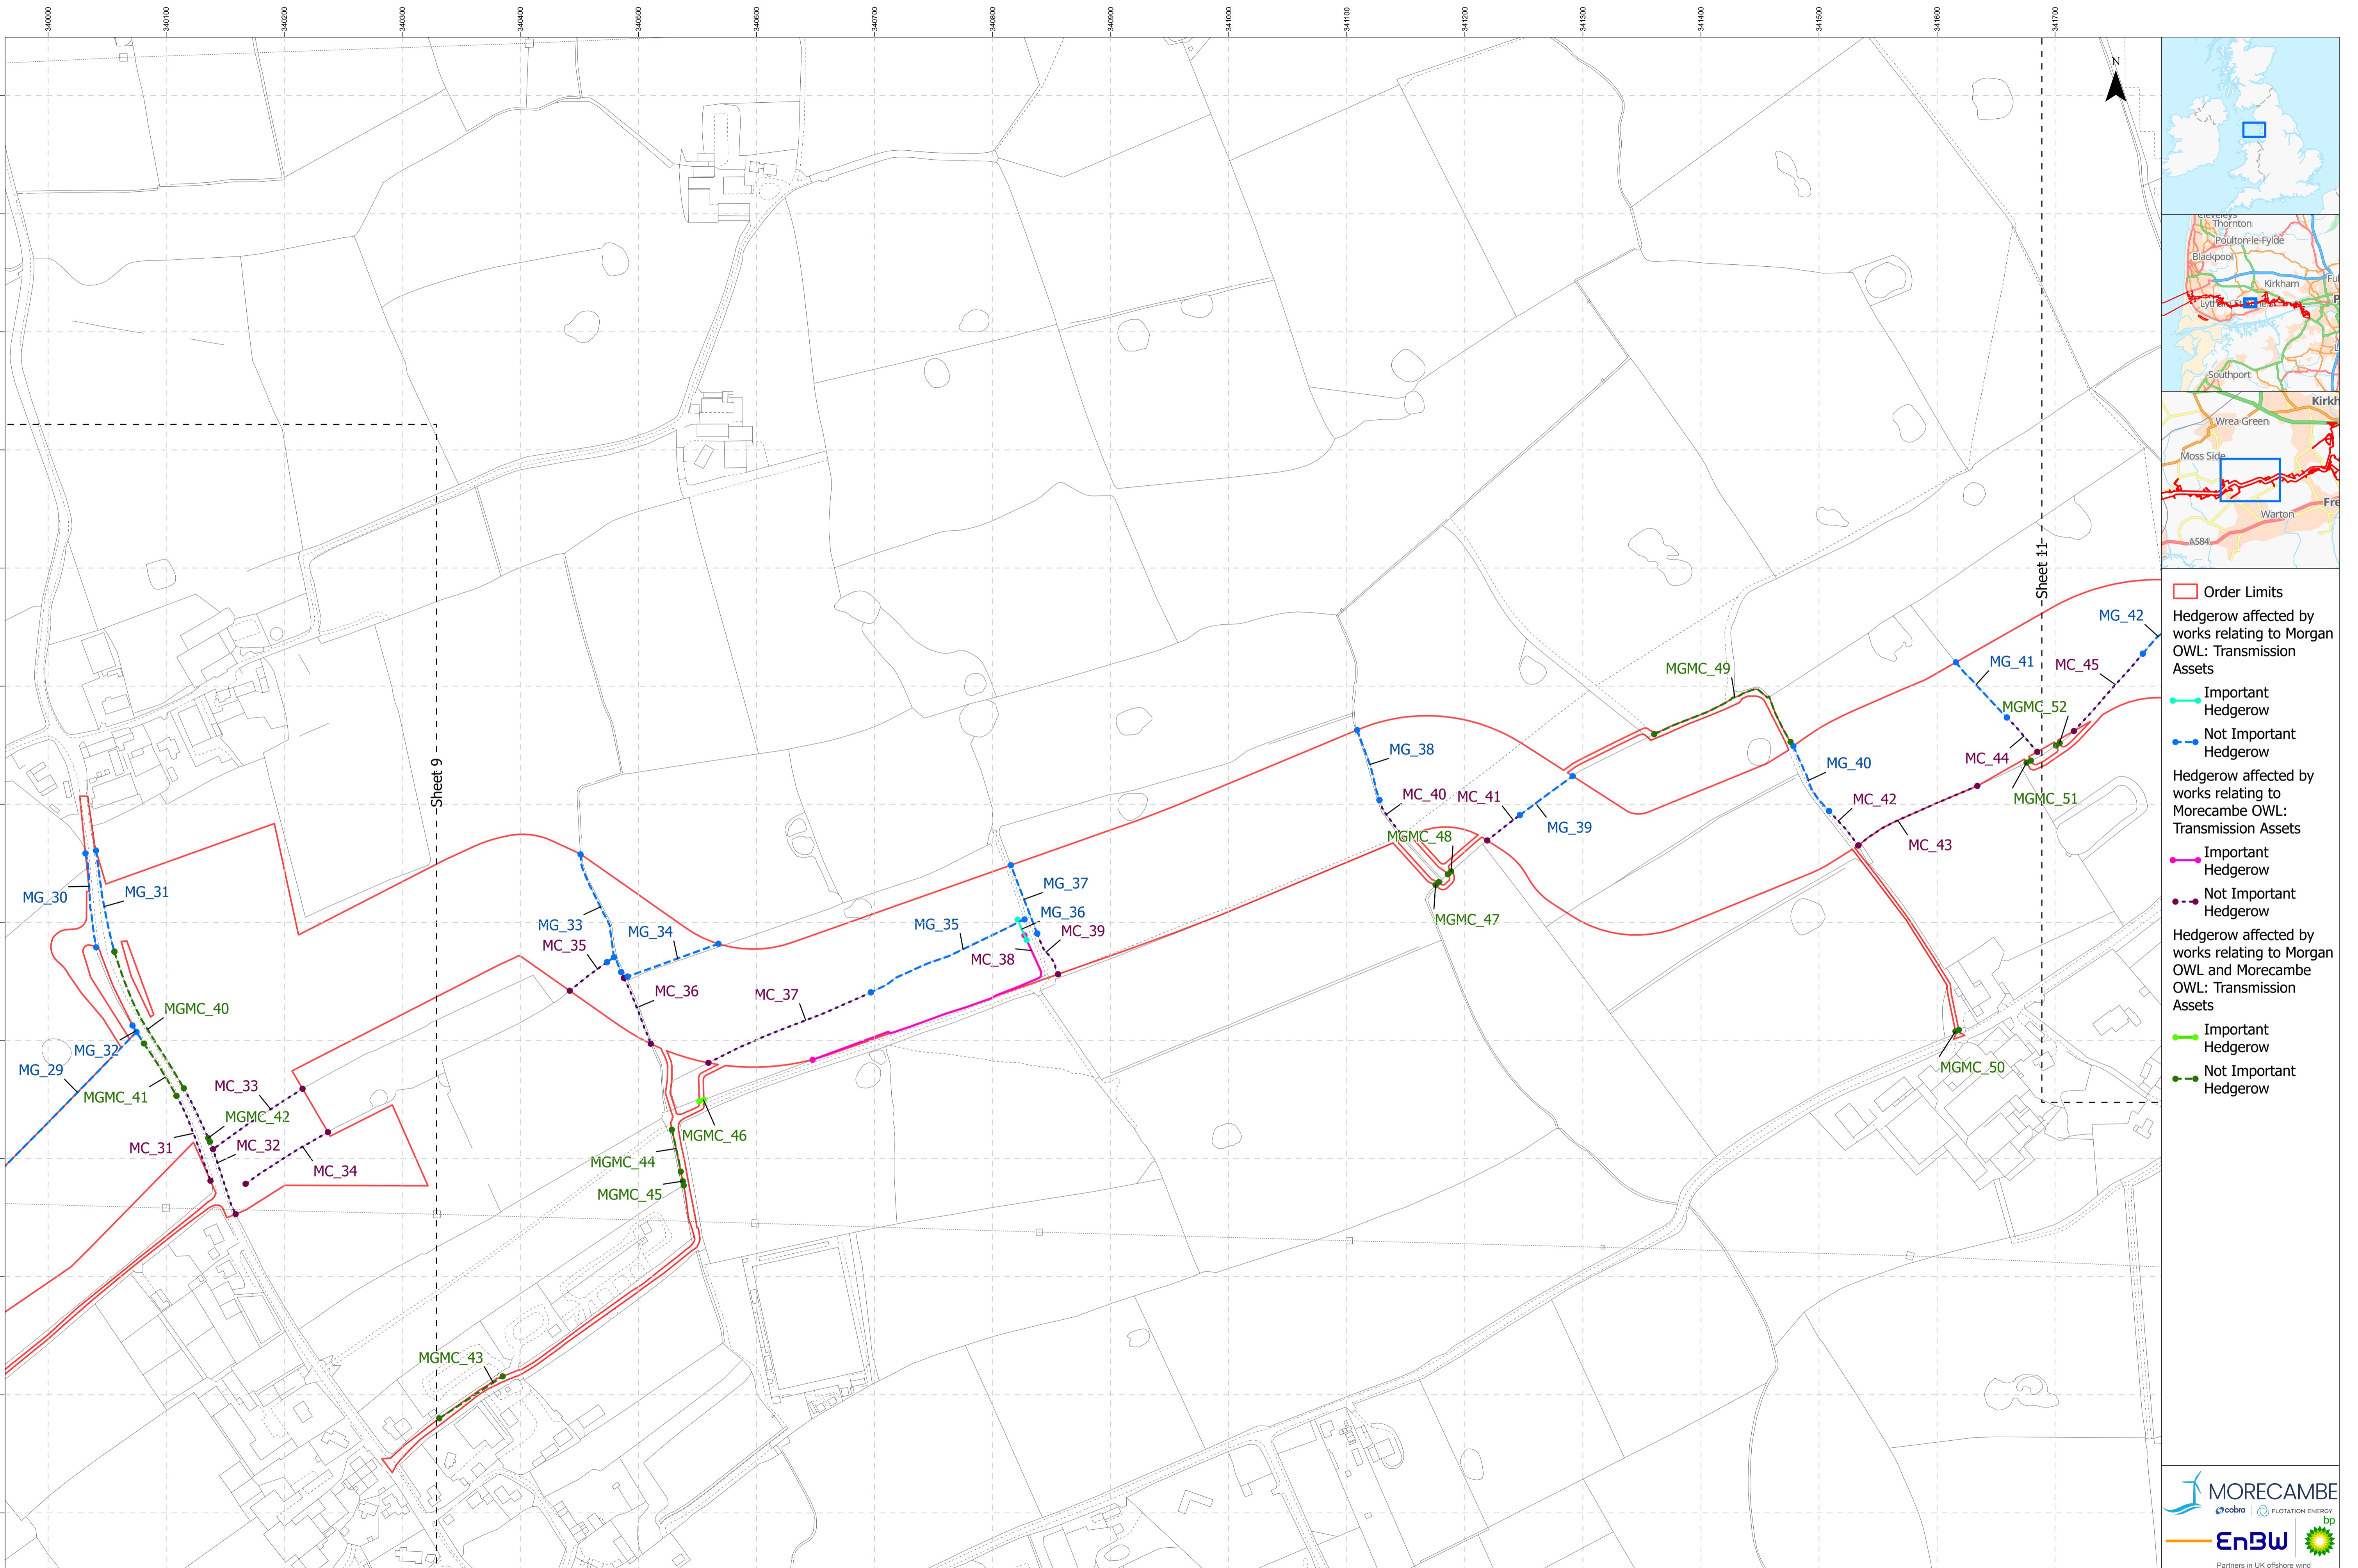 340000
340100
340200
340300
340400
340500
340600
340700
340800
340900
341000
341100
341200
341300
341400
341500
341600
341700
N
Sheet 11
MG_42
MG_41
MC_45
MGMC_49
MGMC_52
MG_38
MC_44
MG_40
Sheet 9
MC_40
MC_41
MGMC_51
MG_39
MC_42
MGMC_48
MC_43
MG_37
MG_31
MG_30
MG_36
MGMC_47
MG_35
MG_33
MG_34
MC_39
MC_35
MC_38
MC_36
MC_37
MGMC_40
MG_32
MG_29
MGMC_50
MC_33
MGMC_41
MGMC_42
MGMC_46
MC_31
MC_32
MGMC_44
MC_34
MGMC_45
MGMC_43
Cleveleys
Thornton
Poulton-le-Fylde
Blackpool
Kirkham
Ful
Lytham St
P
L
Southport
Kirkh
Wrea Green
Moss Side
Fre
Warton
A584
Order Limits
Hedgerow affected by
works relating to Morgan
OWL: Transmission
Assets
Important
Hedgerow
Not Important
Hedgerow
Hedgerow affected by
works relating to
Morecambe OWL:
Transmission Assets
Important
Hedgerow
Not Important
Hedgerow
Hedgerow affected by
works relating to Morgan
OWL and Morecambe
OWL: Transmission
Assets
Important
Hedgerow
Not Important
Hedgerow
MORECAMBE
cobra FLOTATION ENERGY
bp
EnBW
Partners in UK offshore wind